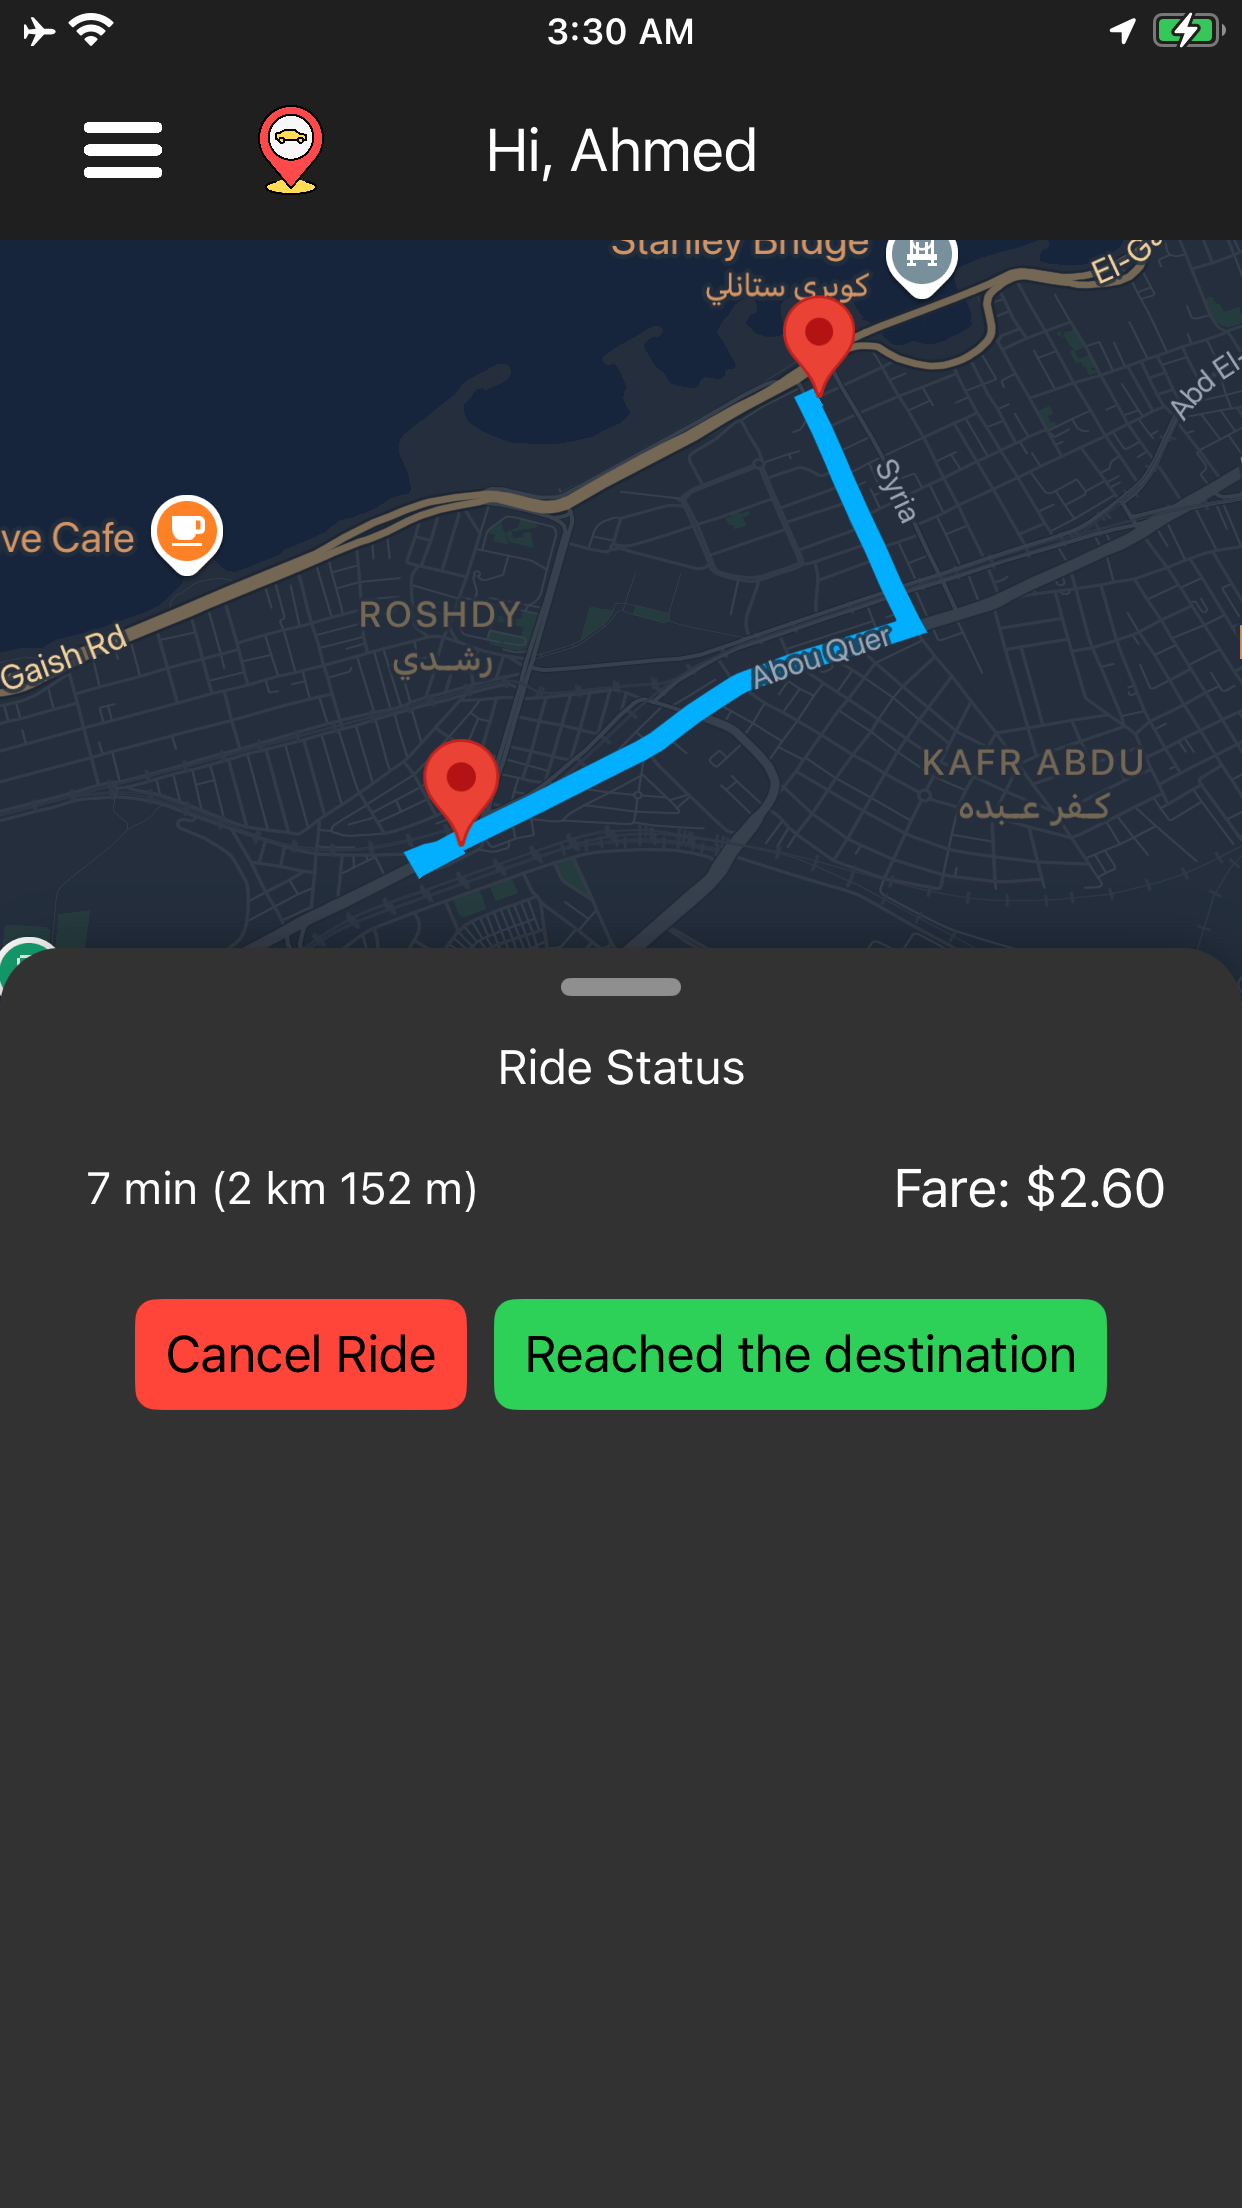 3:30 AM
Hi, Ahmed
Stanley Bridge
كوبري ستانلي
El-Ga
Abd El-
Syria
ve Cafe
ROSHDY
رشدي
Gaish Rd
Abou Quer
KAFR ABDU
كفر عبده
Ride Status
7 min (2 km 152 m)
Fare: $2.60
Cancel Ride
Reached the destination